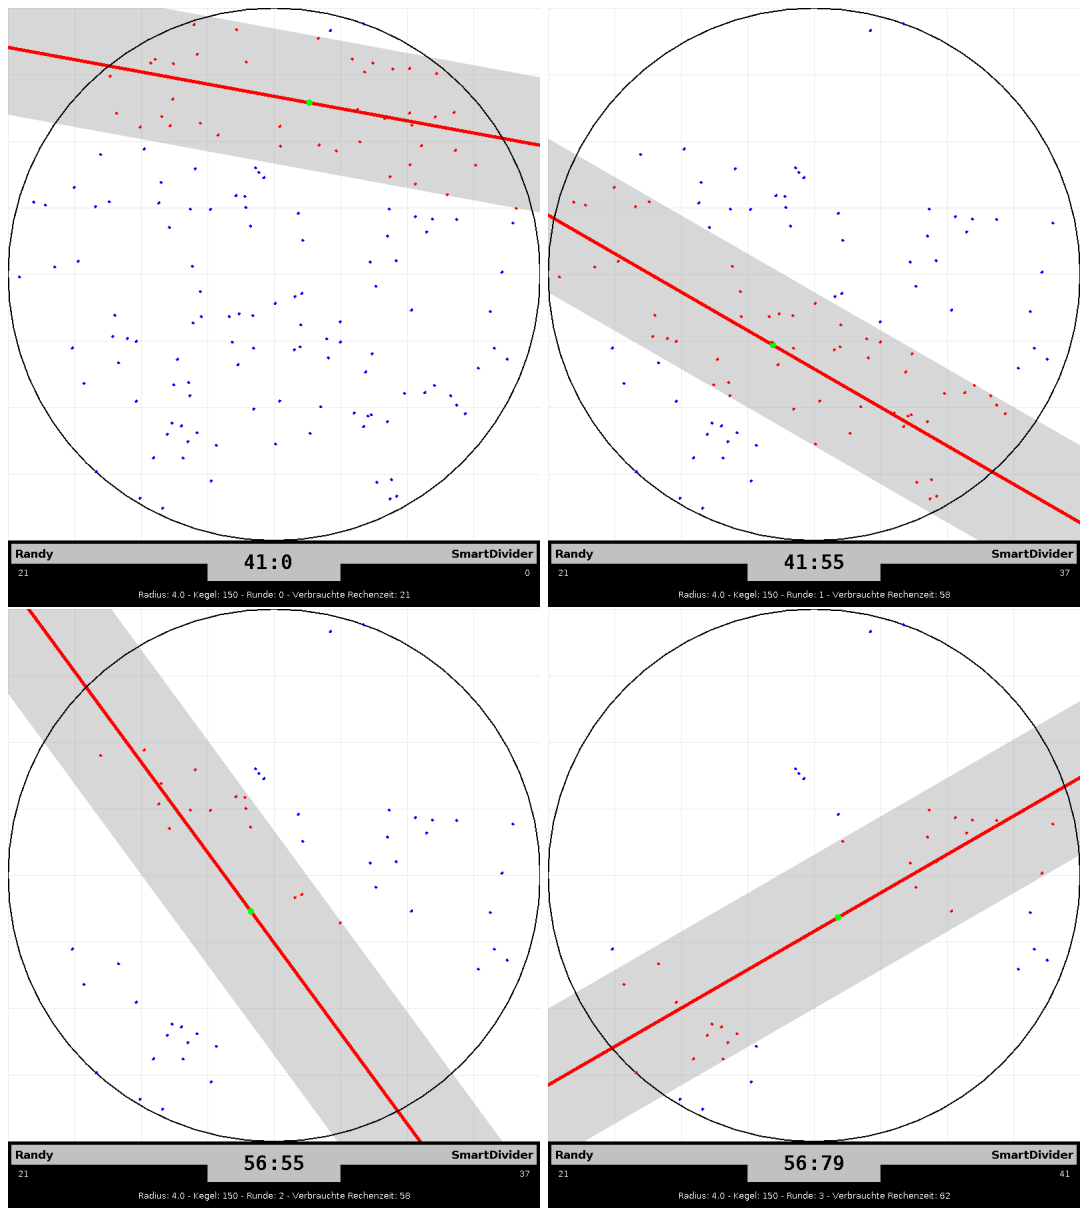 Randy 41:0 SmartDivider
21 0
Radius: 4.0 - Kegel: 150 - Runde: 0 - Verbrauchte Rechenzeit: 21
Randy 41:55 SmartDivider
21 37
Radius: 4.0 - Kegel: 150 - Runde: 1 - Verbrauchte Rechenzeit: 58
Randy 56:55 SmartDivider
21 37
Radius: 4.0 - Kegel: 150 - Runde: 2 - Verbrauchte Rechenzeit: 58
Randy 56:79 SmartDivider
21 41
Radius: 4.0 - Kegel: 150 - Runde: 3 - Verbrauchte Rechenzeit: 62